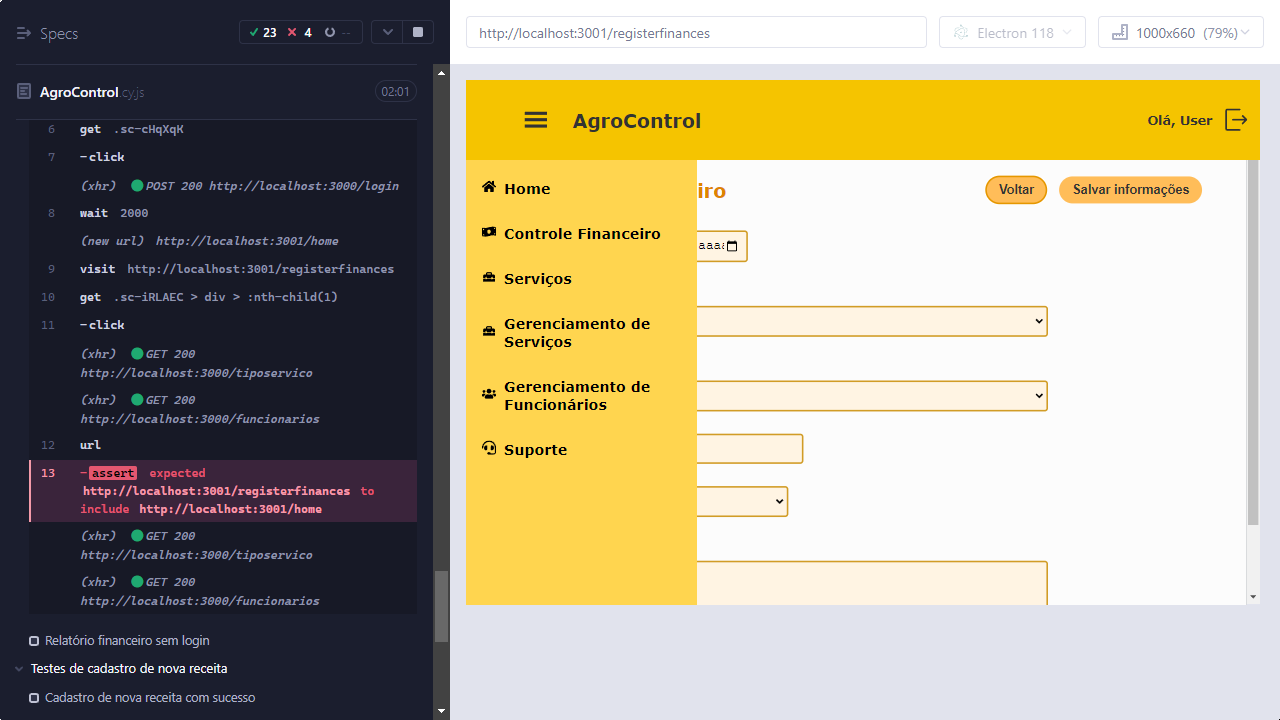 Specs
23
4
--
AgroControl.cy.js
02:01
6 get .sc-cHqXqK
7 -click
(xhr) POST 200 http://localhost:3000/login
8 wait 2000
(new url) http://localhost:3001/home
9 visit http://localhost:3001/registerfinances
10 get .sc-iRLAEC > div > :nth-child(1)
11 -click
(xhr) GET 200
http://localhost:3000/tiposervico
(xhr) GET 200
http://localhost:3000/funcionarios
12 url
13 -assert expected
http://localhost:3001/registerfinances to
include http://localhost:3001/home
(xhr) GET 200
http://localhost:3000/tiposervico
(xhr) GET 200
http://localhost:3000/funcionarios
Relatório financeiro sem login
Testes de cadastro de nova receita
Cadastro de nova receita com sucesso
http://localhost:3001/registerfinances
Electron 118
1000x660 (79%)
AgroControl
Olá, User
Home
Controle Financeiro
Serviços
Gerenciamento de
Serviços
Gerenciamento de
Funcionários
Suporte
iro
Voltar
Salvar informações
aaaa